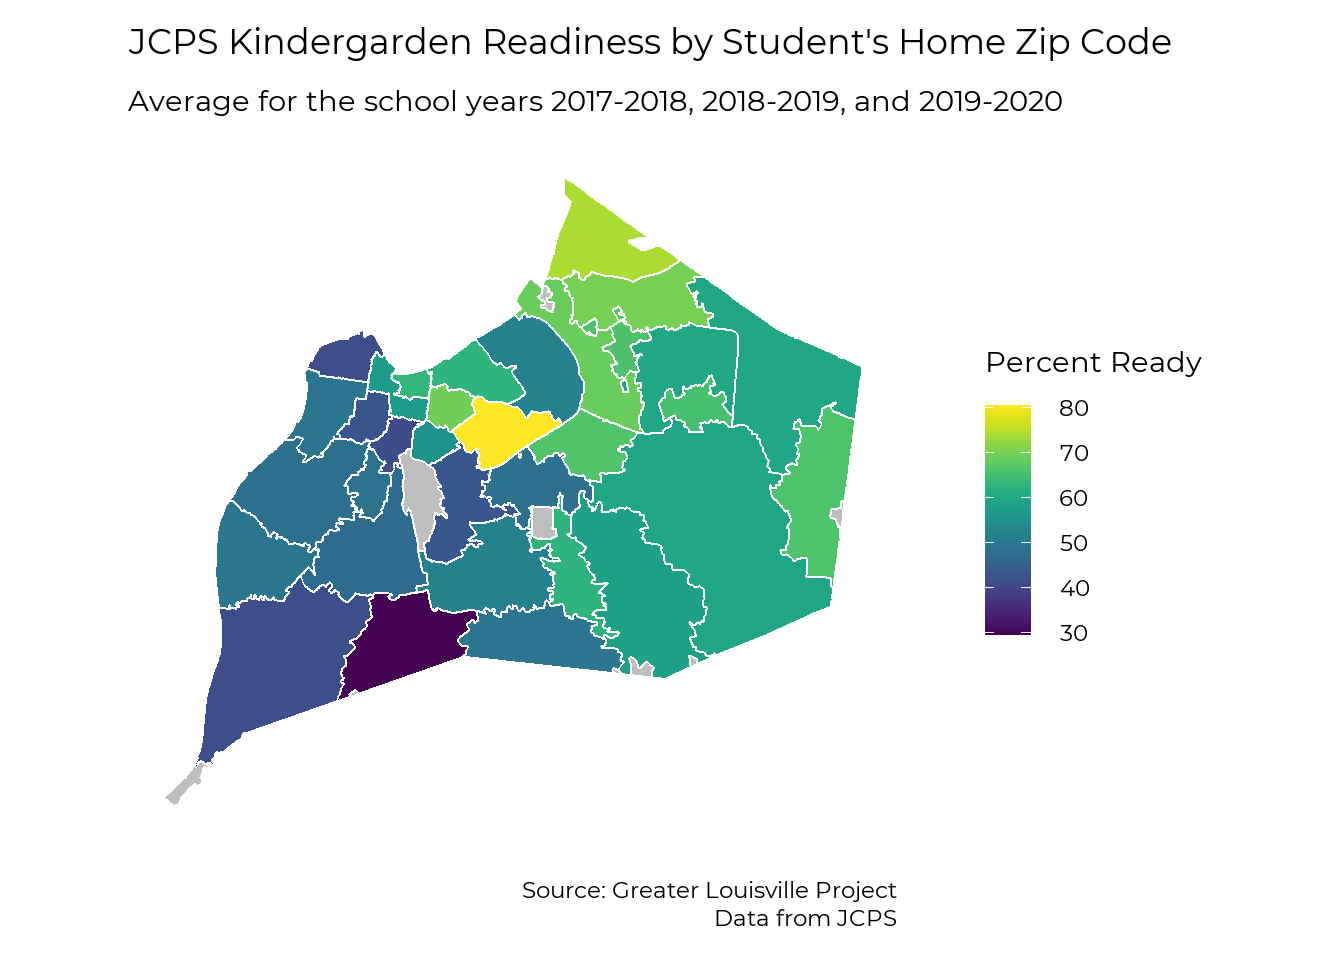 JCPS Kindergarden Readiness by Student's Home Zip Code
Average for the school years 2017-2018, 2018-2019, and 2019-2020
Percent Ready
80
70
60
50
40
30
Source: Greater Louisville Project
Data from JCPS